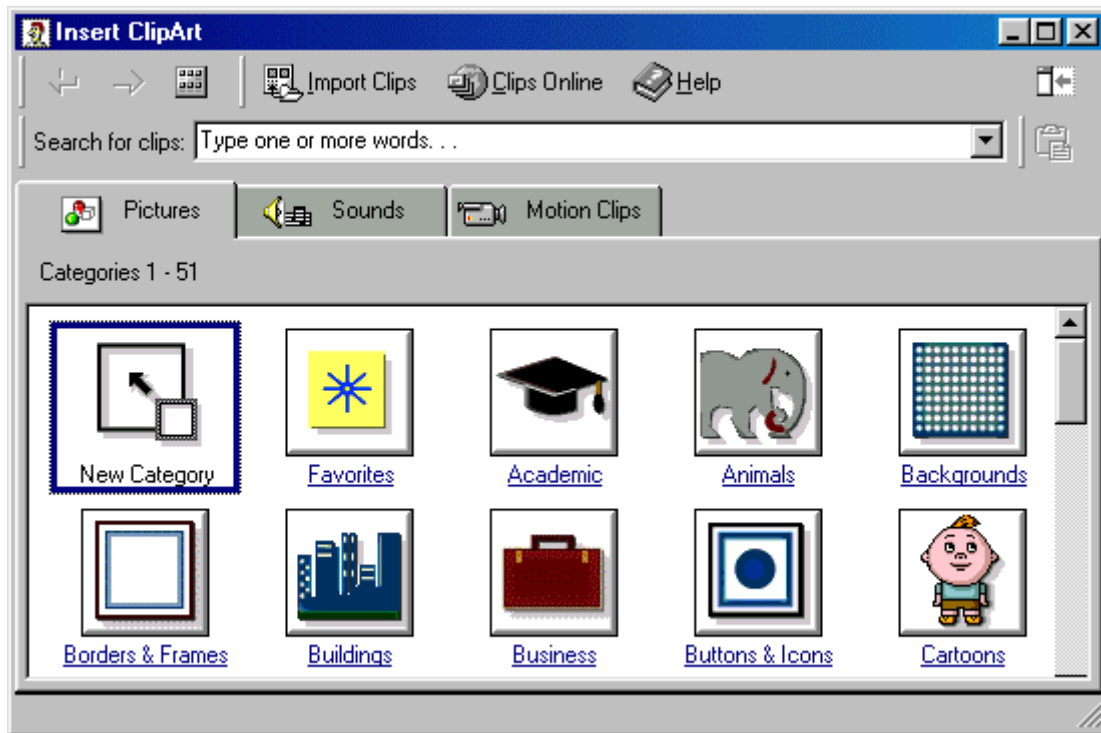 Insert ClipArt
Import Clips Clips Online Help
Search for clips: Type one or more words. . .
Pictures Sounds Motion Clips
Categories 1 - 51
New Category Favorites Academic Animals Backgrounds
Borders & Frames Buildings Business Buttons & Icons Cartoons